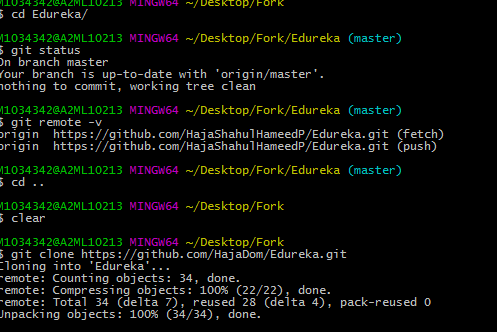 M1034342@A2ML10213 MINGW64 ~/Desktop/Fork
$ cd Edureka/
M1034342@A2ML10213 MINGW64 ~/Desktop/Fork/Edureka (master)
$ git status
On branch master
Your branch is up-to-date with 'origin/master'.
nothing to commit, working tree clean
M1034342@A2ML10213 MINGW64 ~/Desktop/Fork/Edureka (master)
$ git remote -v
origin  https://github.com/HajaShahulHameedP/Edureka.git (fetch)
origin  https://github.com/HajaShahulHameedP/Edureka.git (push)
M1034342@A2ML10213 MINGW64 ~/Desktop/Fork/Edureka (master)
$ cd ..
M1034342@A2ML10213 MINGW64 ~/Desktop/Fork
$ clear
M1034342@A2ML10213 MINGW64 ~/Desktop/Fork
$ git clone https://github.com/HajaDom/Edureka.git
Cloning into 'Edureka'...
remote: Counting objects: 34, done.
remote: Compressing objects: 100% (22/22), done.
remote: Total 34 (delta 7), reused 28 (delta 4), pack-reused 0
Unpacking objects: 100% (34/34), done.